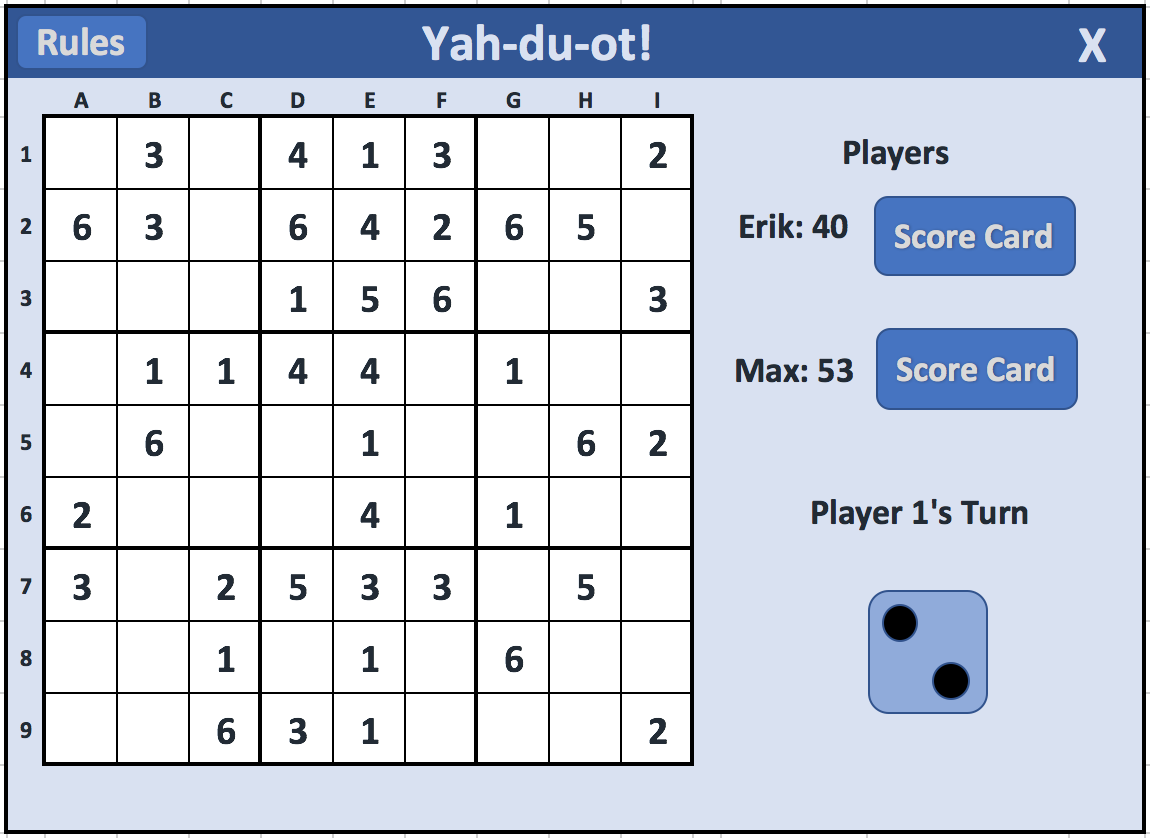 Rules Yah-du-ot! X
A B C D E F G H I
1 3 4 1 3 2
2 6 3 6 4 2 6 5
3 1 5 6 3
4 1 1 4 4 1
5 6 1 6 2
6 2 4 1
7 3 2 5 3 3 5
8 1 1 6
9 6 3 1 2
Players
Erik: 40 Score Card
Max: 53 Score Card
Player 1's Turn